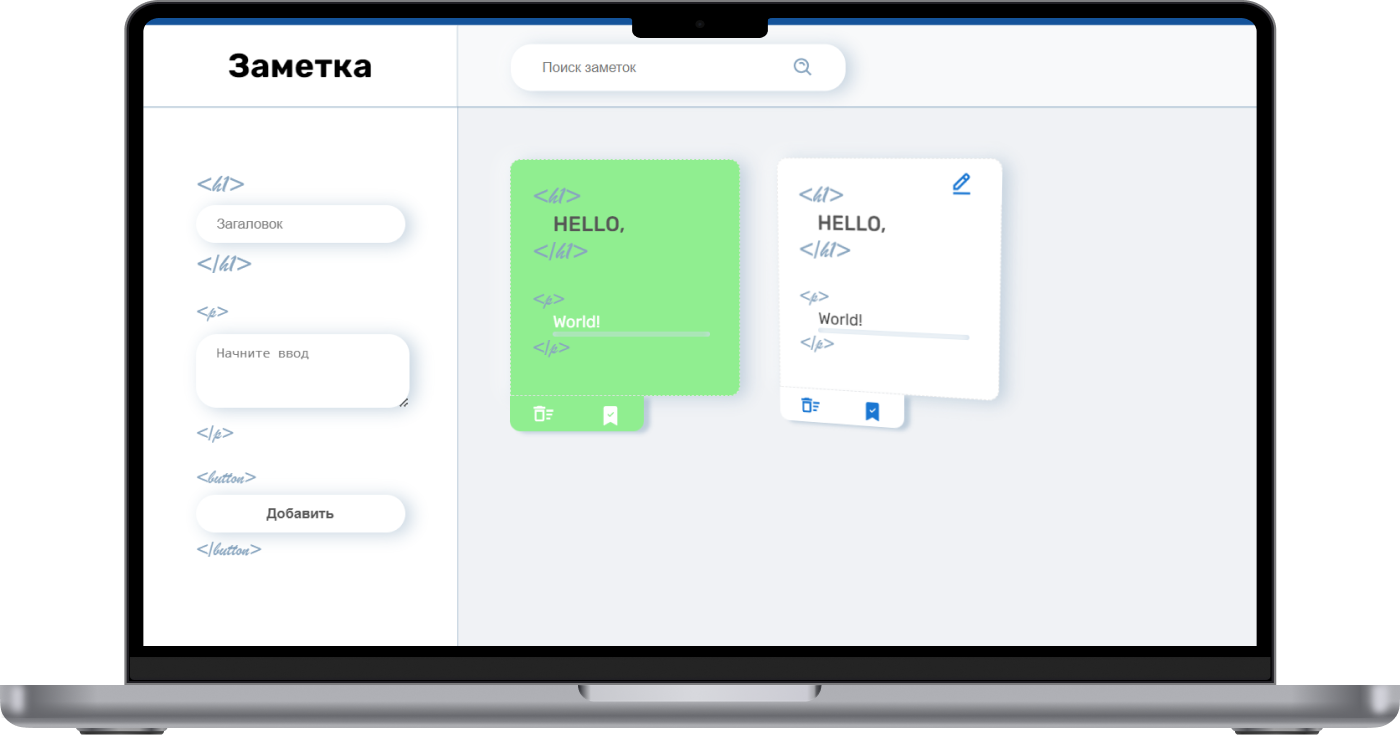 Заметка
Поиск заметок
<h1>
Загаловок
</h1>
<p>
Начните ввод
</p>
<button>
Добавить
</button>
<h1>
HELLO,
</h1>
<p>
World!
</p>
<h1>
HELLO,
</h1>
<p>
World!
</p>